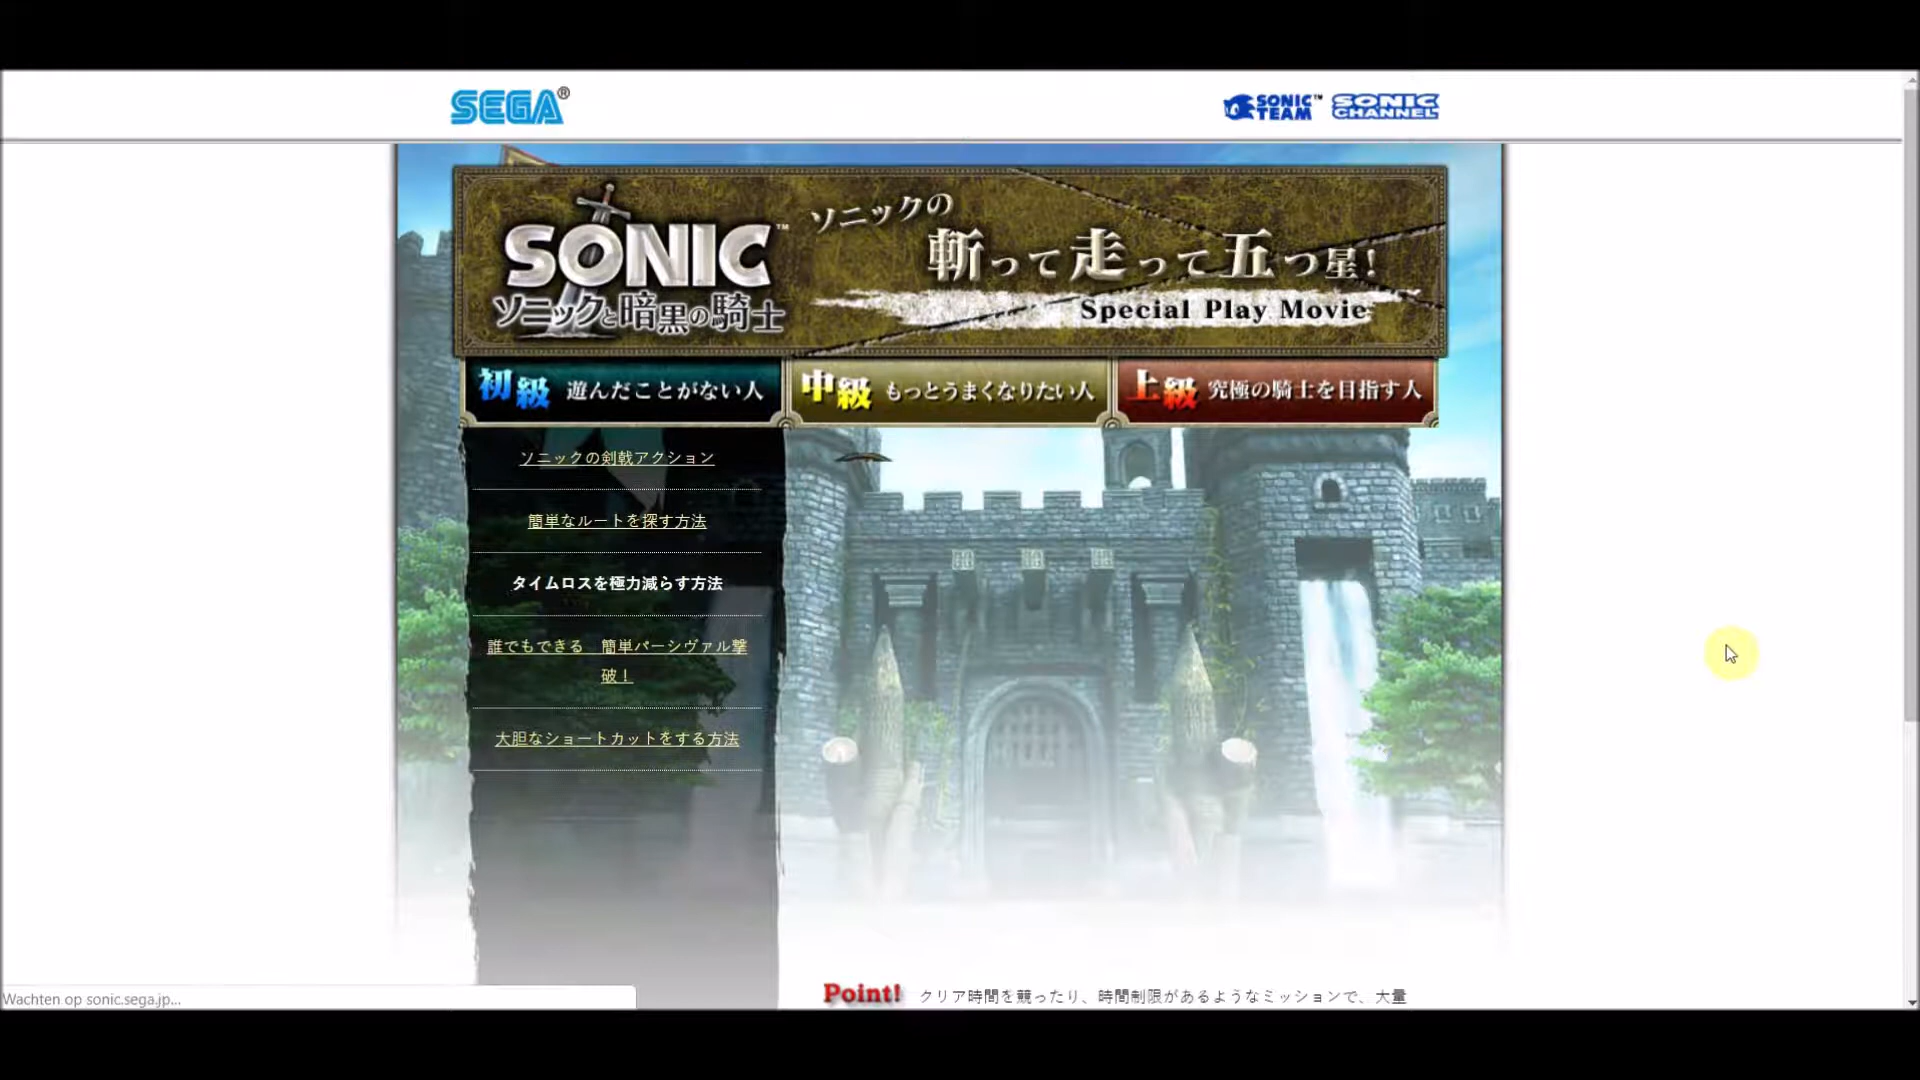 SEGA®
SONIC TEAM™
SONIC CHANNEL
SONIC™
ソニックと暗黒の騎士
ソニックの
斬って走って五つ星!
Special Play Movie
初級 遊んだことがない人
中級 もっとうまくなりたい人
上級 究極の騎士を目指す人
ソニックの剣戟アクション
簡単なルートを探す方法
タイムロスを極力減らす方法
誰でもできる 簡単パーシヴァル撃
破！
大胆なショートカットをする方法
Point! クリア時間を競ったり、時間制限があるようなミッションで、大量
Wachten op sonic.sega.jp...